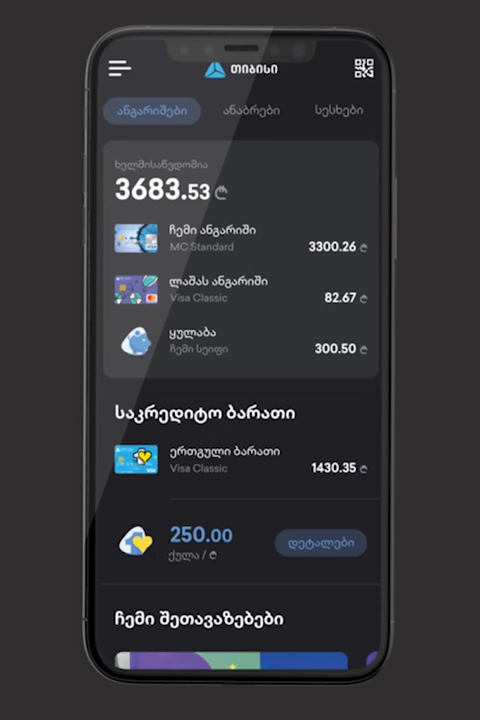 თიბისი
ანგარიშები ანაბრები სესხები
ხელმისაწვდომია
3683.53 ₾
ჩემი ანგარიში
MC Standard 3300.26 ₾
ლაშას ანგარიში
Visa Classic 82.67 ₾
ყულაბა
ჩემი სეიფი 300.50 ₾
საკრედიტო ბარათი
ერთგული ბარათი
Visa Classic 1430.35 ₾
250.00
ქულა / ₾ დეტალები
ჩემი შეთავაზებები